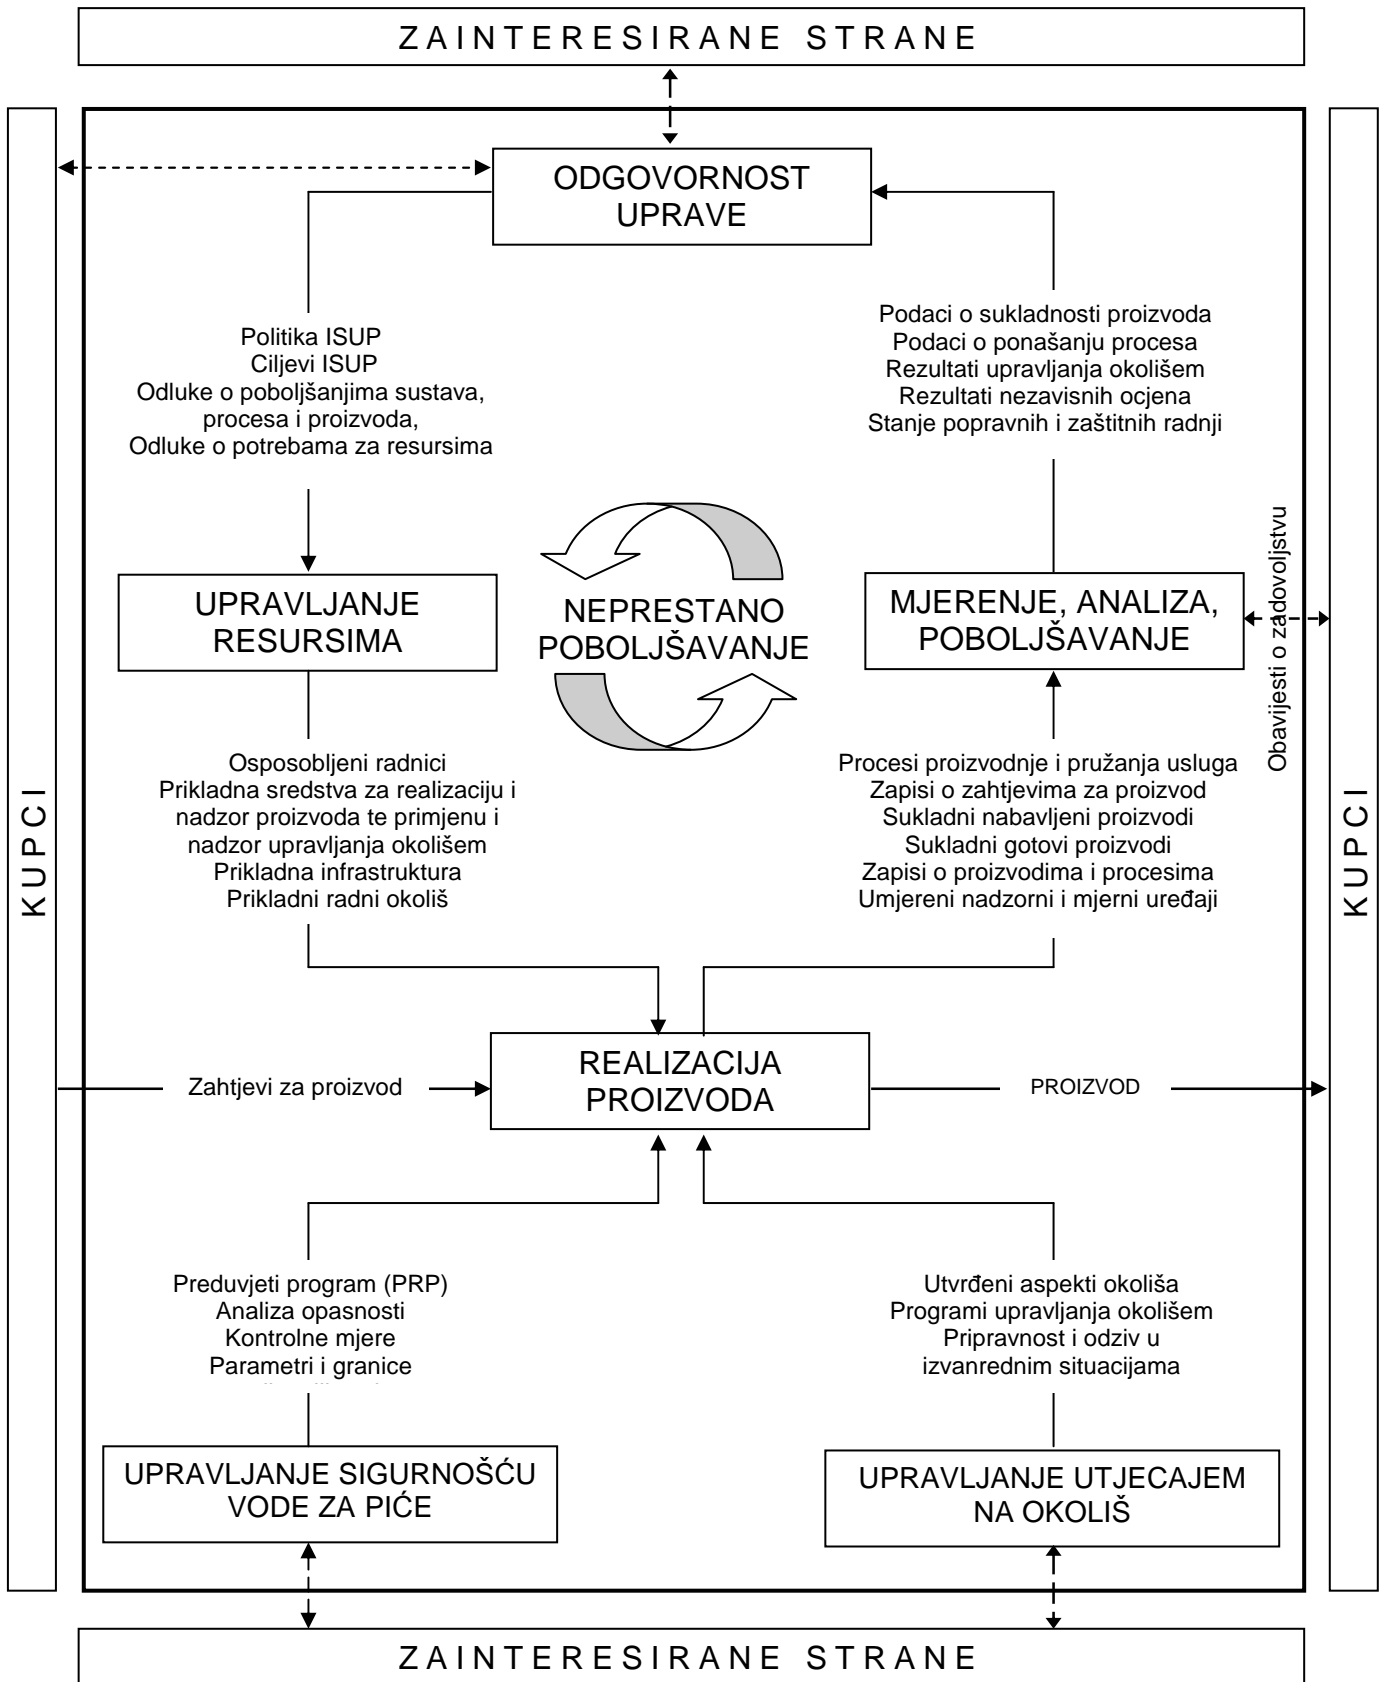 ZAINTERESIRANE STRANE
ODGOVORNOST
UPRAVE
Politika ISUP
Ciljevi ISUP
Odluke o poboljšanjima sustava,
procesa i proizvoda,
Odluke o potrebama za resursima
Podaci o sukladnosti proizvoda
Podaci o ponašanju procesa
Rezultati upravljanja okolišem
Rezultati nezavisnih ocjena
Stanje popravnih i zaštitnih radnji
UPRAVLJANJE
RESURSIMA
NEPRESTANO
POBOLJŠAVANJE
MJERENJE, ANALIZA,
POBOLJŠAVANJE
Obavijesti o zadovoljstvu
KUPCI
KUPCI
Osposobljeni radnici
Prikladna sredstva za realizaciju i
nadzor proizvoda te primjenu i
nadzor upravljanja okolišem
Prikladna infrastruktura
Prikladni radni okoliš
Procesi proizvodnje i pružanja usluga
Zapisi o zahtjevima za proizvod
Sukladni nabavljeni proizvodi
Sukladni gotovi proizvodi
Zapisi o proizvodima i procesima
Umjereni nadzorni i mjerni uređaji
Zahtjevi za proizvod
REALIZACIJA
PROIZVODA
PROIZVOD
Preduvjeti program (PRP)
Analiza opasnosti
Kontrolne mjere
Parametri i granice
Utvrđeni aspekti okoliša
Programi upravljanja okolišem
Pripravnost i odziv u
izvanrednim situacijama
UPRAVLJANJE SIGURNOŠĆU
VODE ZA PIĆE
UPRAVLJANJE UTJECAJEM
NA OKOLIŠ
ZAINTERESIRANE STRANE